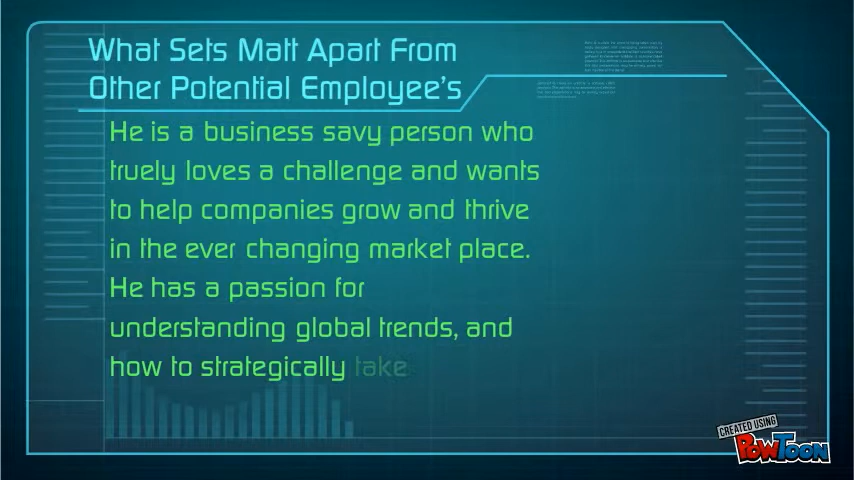 What Sets Matt Apart From
Other Potential Employee's
He is a business savy person who
truely loves a challenge and wants
to help companies grow and thrive
in the ever changing market place.
He has a passion for
understanding global trends, and
how to strategically take
CREATED USING
POWTOON